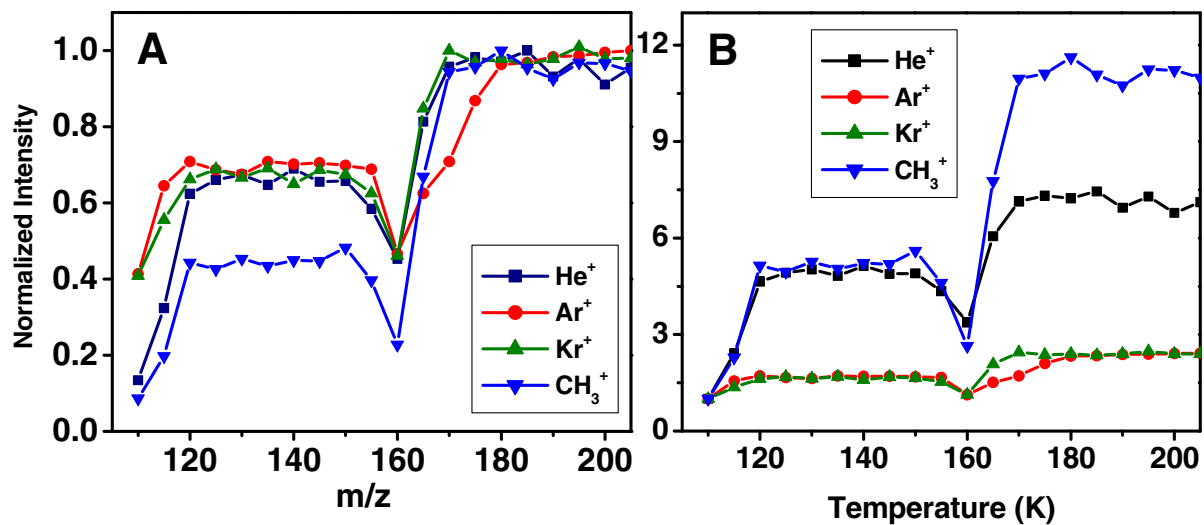 A
Normalized Intensity
1.0
0.8
0.6
0.4
0.2
0.0
120 140 160 180 200
m/z
He⁺
Ar⁺
Kr⁺
CH₃⁺
B
12
9
6
3
0
120 140 160 180 200
Temperature (K)
He⁺
Ar⁺
Kr⁺
CH₃⁺